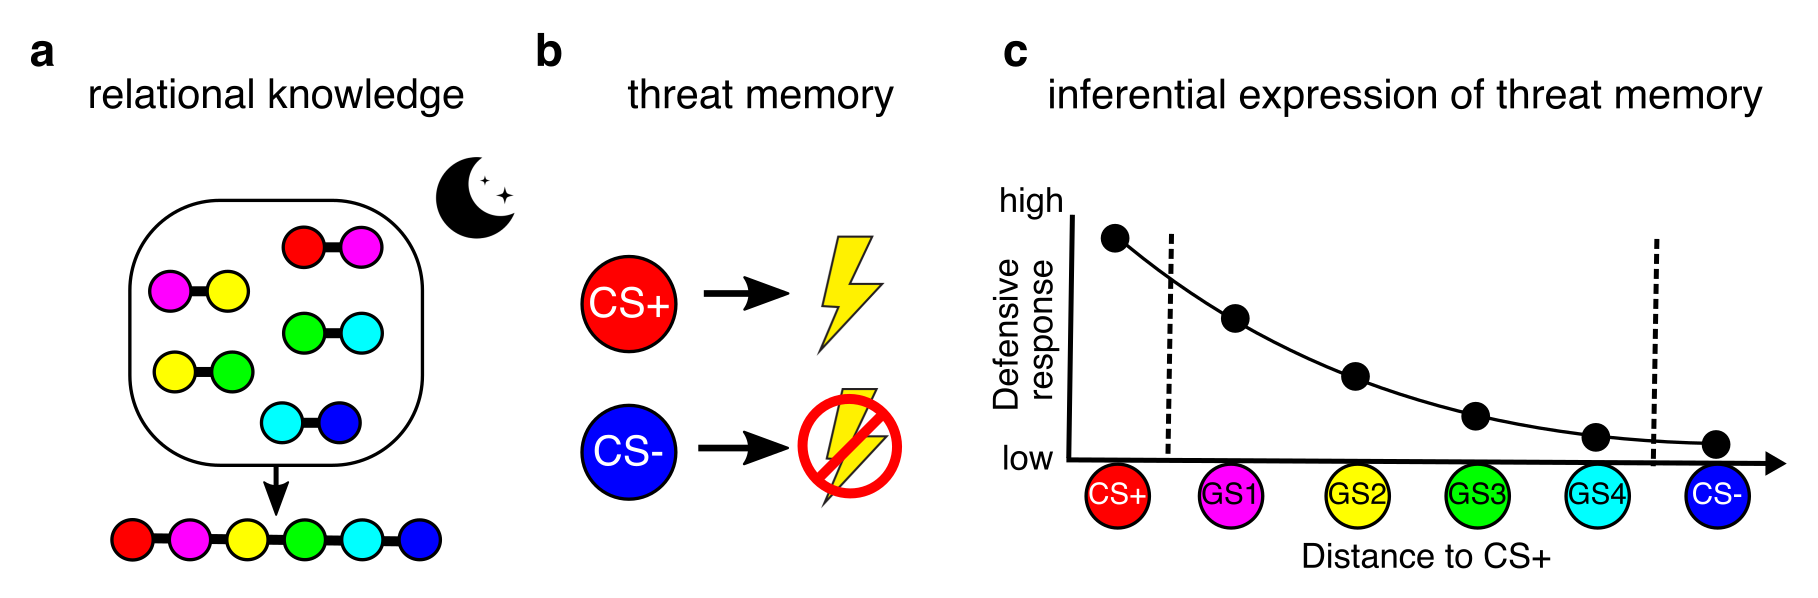 a
relational knowledge
b
threat memory
CS+
CS-
c
inferential expression of threat memory
high
Defensive
response
low
CS+ GS1 GS2 GS3 GS4 CS-
Distance to CS+